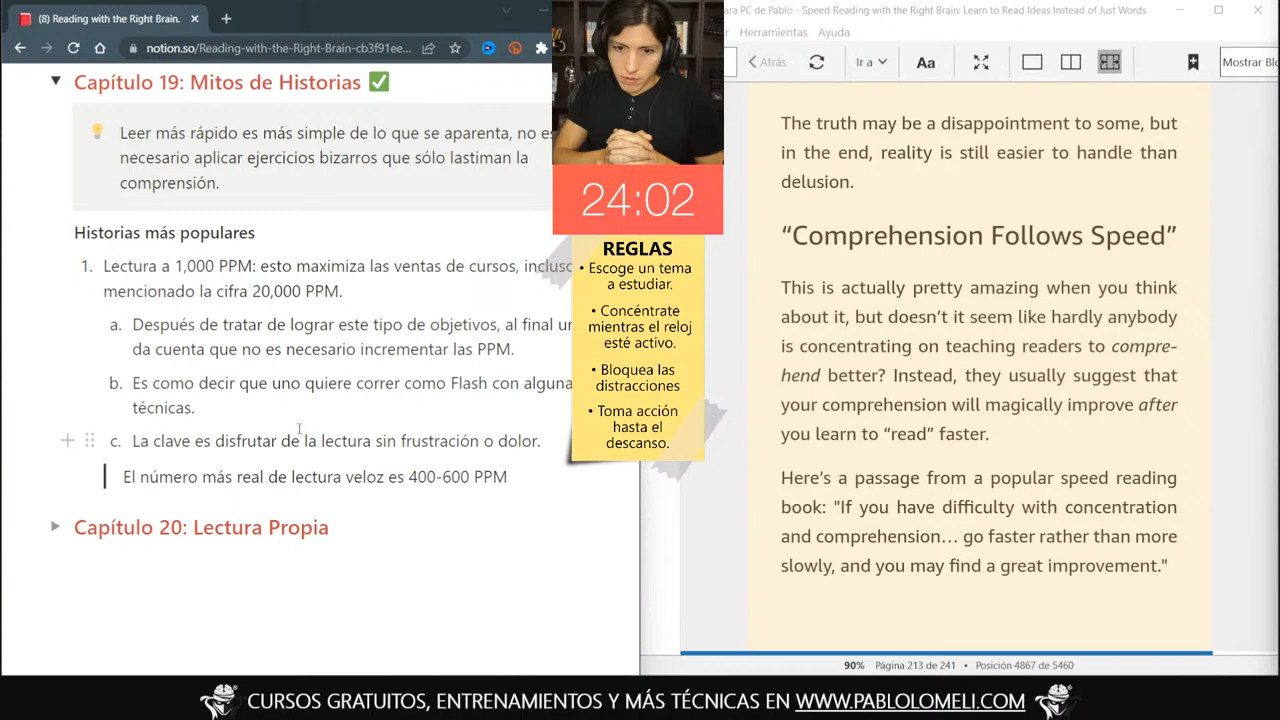 (8) Reading with the Right Brain.
notion.so/Reading-with-the-Right-Brain-cb3f91ee...
Capítulo 19: Mitos de Historias ✅
Leer más rápido es más simple de lo que se aparenta, no es
necesario aplicar ejercicios bizarros que sólo lastiman la
comprensión.
Historias más populares
1. Lectura a 1,000 PPM: esto maximiza las ventas de cursos, incluso
mencionado la cifra 20,000 PPM.
a. Después de tratar de lograr este tipo de objetivos, al final un
da cuenta que no es necesario incrementar las PPM.
b. Es como decir que uno quiere correr como Flash con alguna
técnicas.
c. La clave es disfrutar de la lectura sin frustración o dolor.
El número más real de lectura veloz es 400-600 PPM
Capítulo 20: Lectura Propia
24:02
REGLAS
• Escoge un tema
a estudiar.
• Concéntrate
mientras el reloj
esté activo.
• Bloquea las
distracciones
• Toma acción
hasta el
descanso.
ara PC de Pablo - Speed Reading with the Right Brain: Learn to Read Ideas Instead of Just Words
Herramientas Ayuda
Atrás Ir a Aa Mostrar Blo
The truth may be a disappointment to some, but
in the end, reality is still easier to handle than
delusion.
“Comprehension Follows Speed”
This is actually pretty amazing when you think
about it, but doesn’t it seem like hardly anybody
is concentrating on teaching readers to compre-
hend better? Instead, they usually suggest that
your comprehension will magically improve after
you learn to “read” faster.
Here’s a passage from a popular speed reading
book: "If you have difficulty with concentration
and comprehension… go faster rather than more
slowly, and you may find a great improvement."
90% Página 213 de 241 • Posición 4867 de 5460
CURSOS GRATUITOS, ENTRENAMIENTOS Y MÁS TÉCNICAS EN WWW.PABLOLOMELI.COM